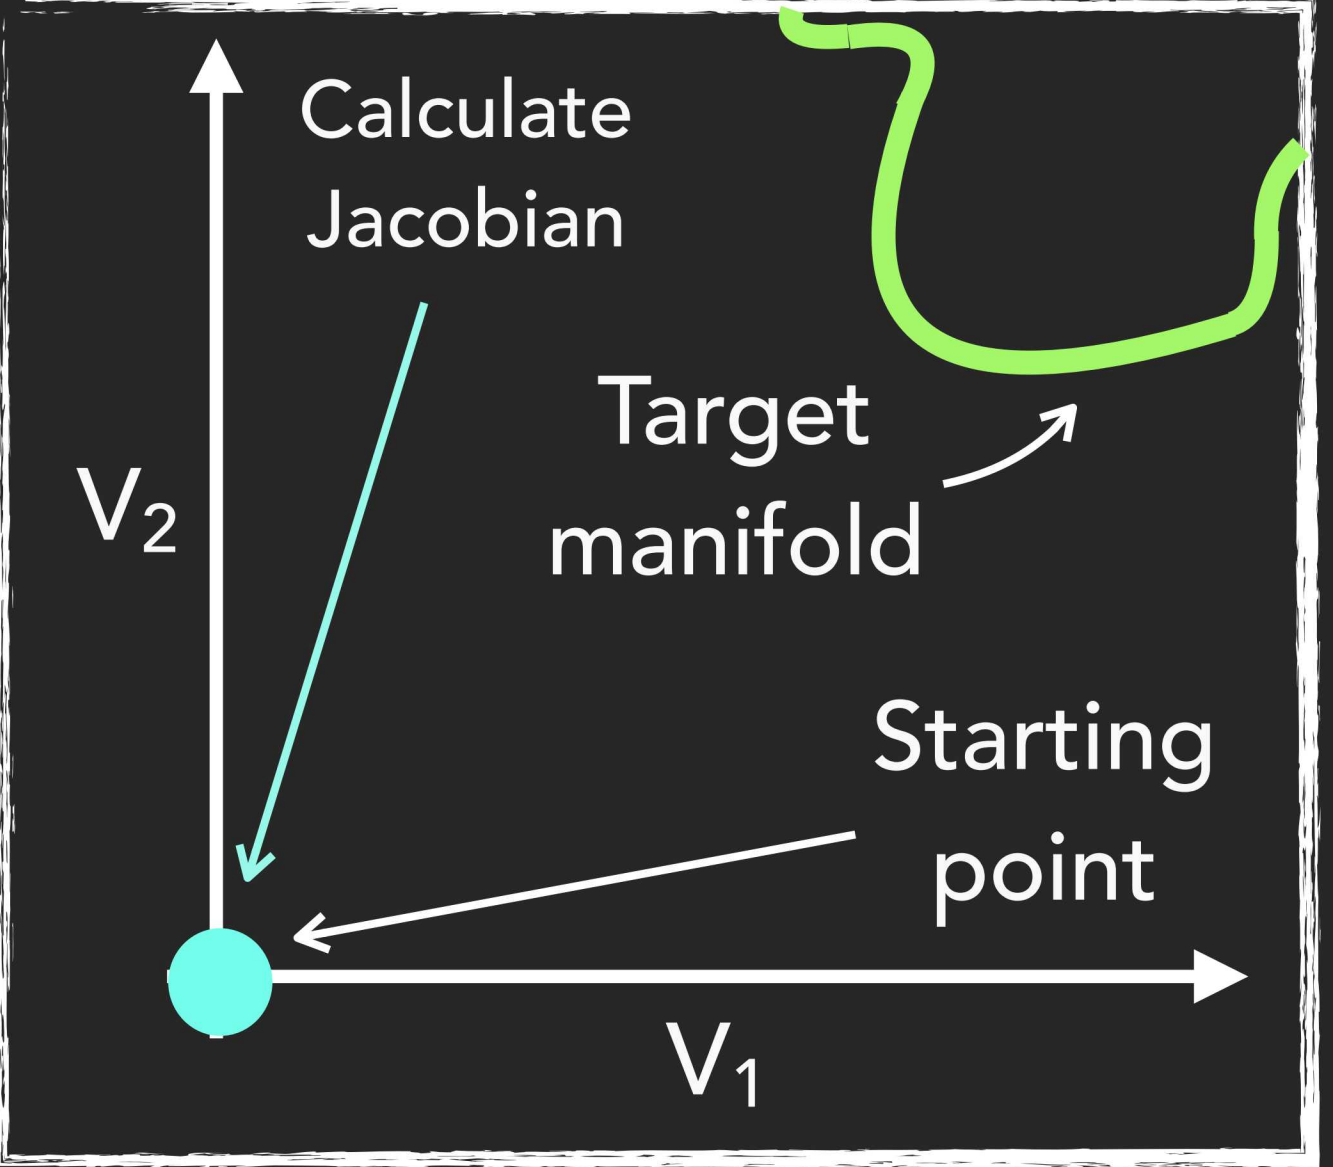 Calculate
Jacobian
Target
manifold
V₂
Starting
point
V₁